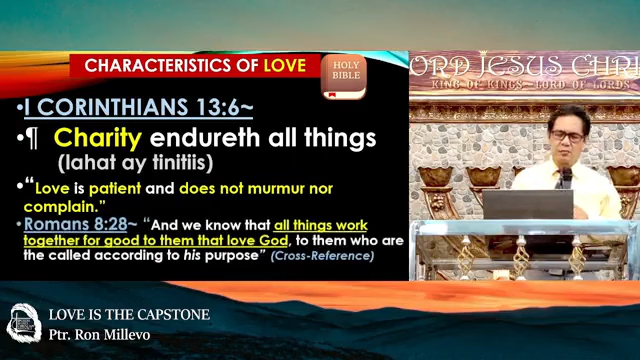 CHARACTERISTICS OF LOVE
HOLY
BIBLE
•I CORINTHIANS 13:6~
•¶ Charity endureth all things
(lahat ay tinitiis)
•“Love is patient and does not murmur nor
complain.”
•Romans 8:28~ “And we know that all things work
together for good to them that love God, to them who are
the called according to his purpose” (Cross-Reference)
ORD JESUS CHRI
KING OF KINGS LORD OF LORDS
LOVE IS THE CAPSTONE
Ptr. Ron Millevo